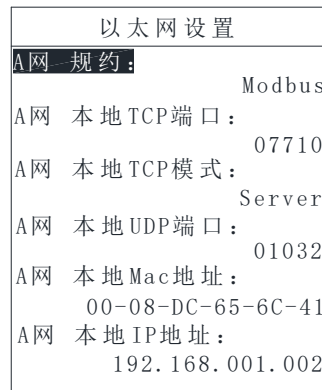 以太网设置
A网 规约：
Modbus
A网 本地TCP端口：
07710
A网 本地TCP模式：
Server
A网 本地UDP端口：
01032
A网 本地Mac地址：
00-08-DC-65-6C-41
A网 本地IP地址：
192.168.001.002